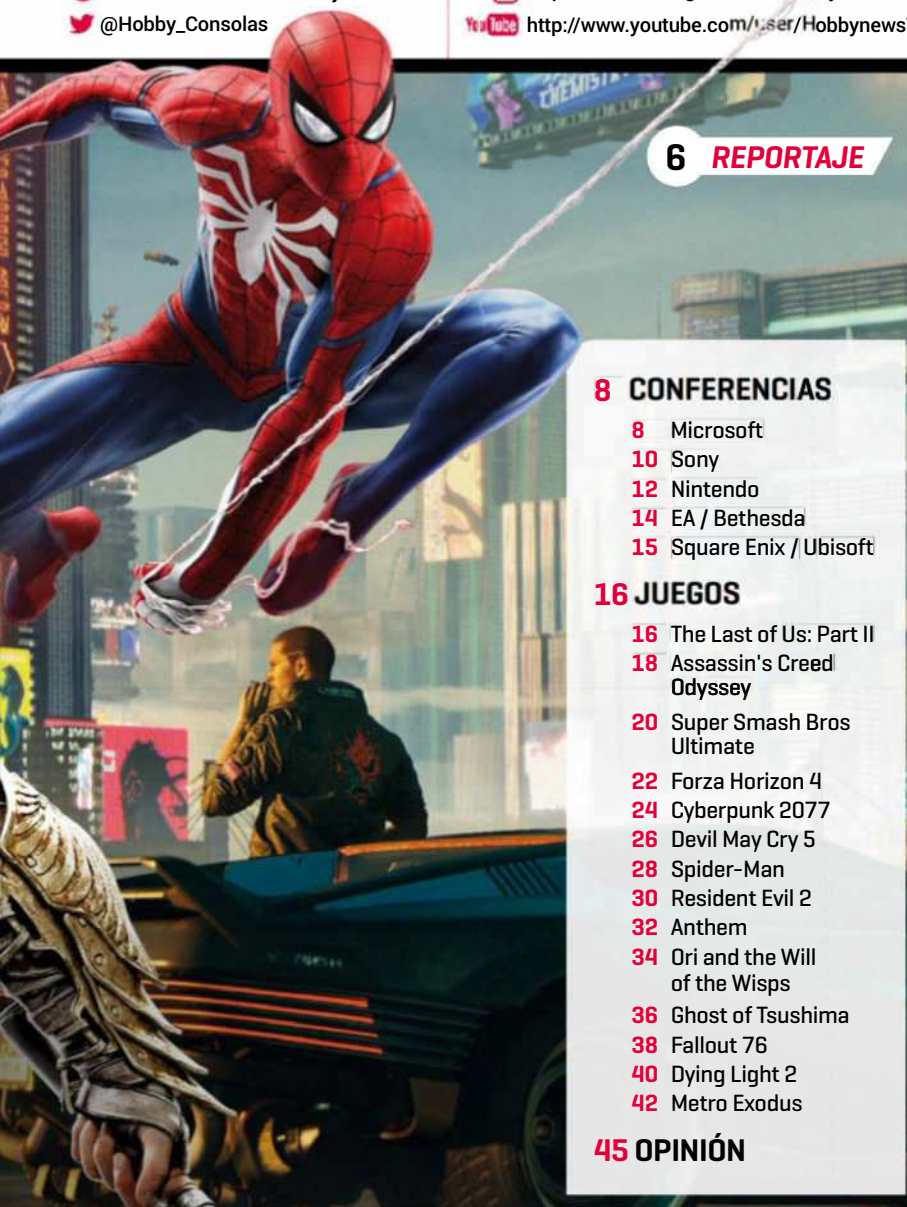 @Hobby_Consolas
You Tube http://www.youtube.com/user/Hobbynews
CHEMIST
6 REPORTAJE
8 CONFERENCIAS
8 Microsoft
10 Sony
12 Nintendo
14 EA / Bethesda
15 Square Enix / Ubisoft
16 JUEGOS
16 The Last of Us: Part II
18 Assassin's Creed
Odyssey
20 Super Smash Bros
Ultimate
22 Forza Horizon 4
24 Cyberpunk 2077
26 Devil May Cry 5
28 Spider-Man
30 Resident Evil 2
32 Anthem
34 Ori and the Will
of the Wisps
36 Ghost of Tsushima
38 Fallout 76
40 Dying Light 2
42 Metro Exodus
45 OPINIÓN